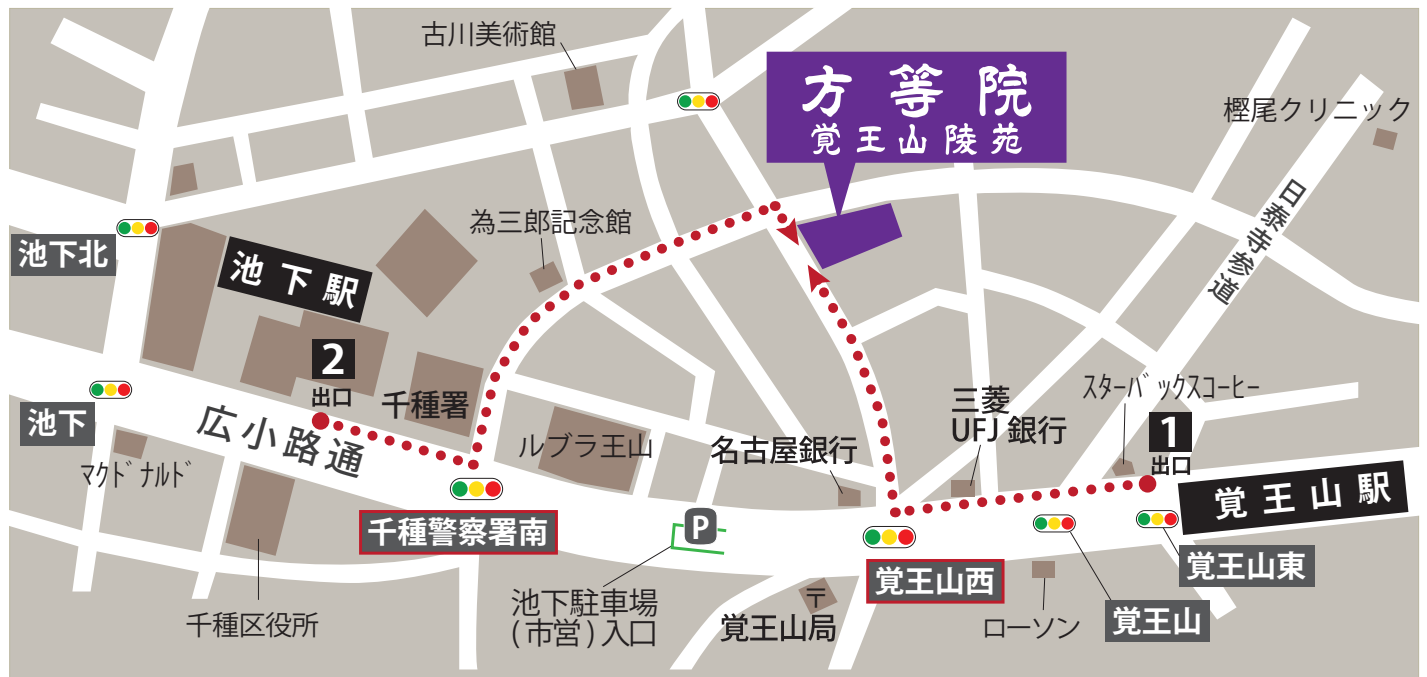 古川美術館
方等院
覚王山陵苑
樫尾クリニック
日泰寺参道
為三郎記念館
池下北
池下駅
2
出口
千種署
池下
広小路通
マクドナルド
ルブラ王山
名古屋銀行
三菱
UFJ銀行
スターバックスコーヒー
1
出口
覚王山駅
千種警察署南
P
覚王山西
覚王山東
覚王山
千種区役所
池下駐車場
(市営)入口
〒
覚王山局
ローソン